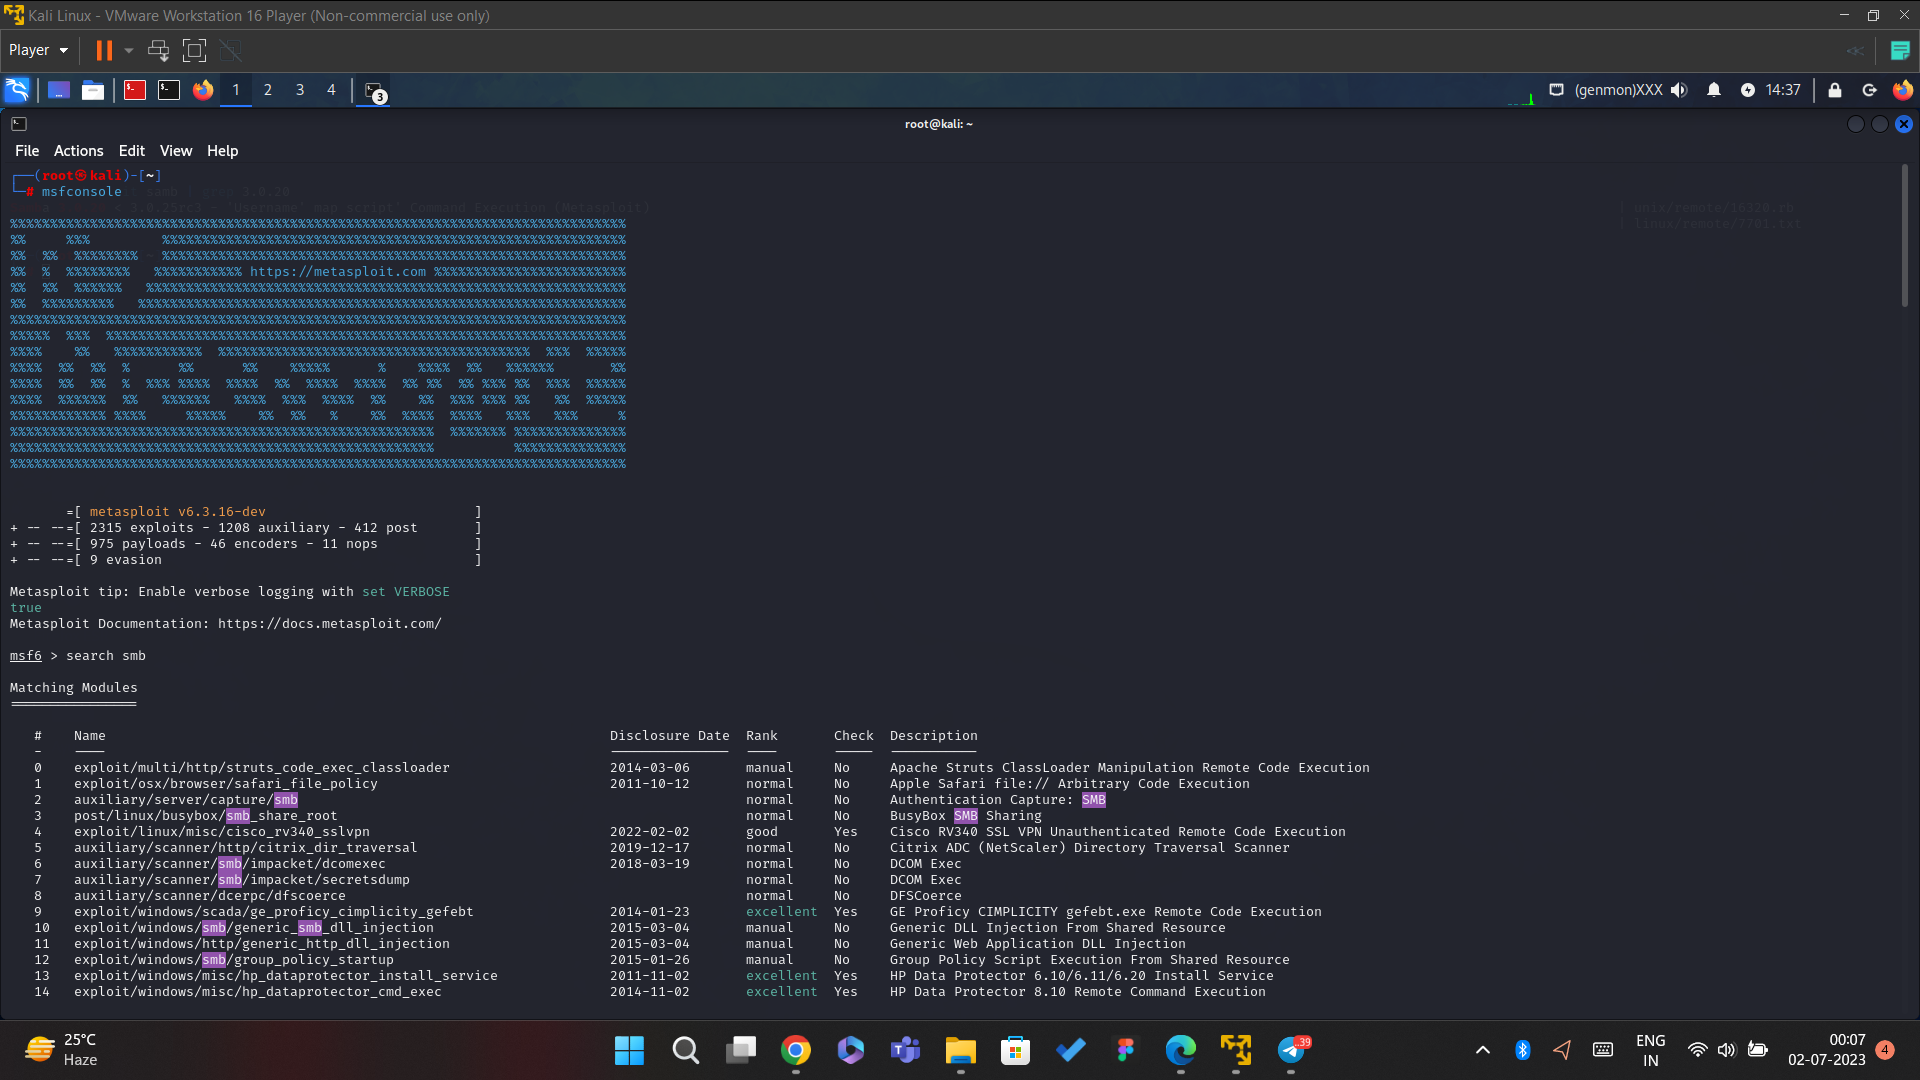 Kali Linux - VMware Workstation 16 Player (Non-commercial use only)
Player
1 2 3 4 3 (genmon)XXX 14:37
root@kali: ~
File Actions Edit View Help
┌──(root㉿kali)-[~]
└─# msfconsole
%%%%%%%%%%%%%%%%%%%%%%%%%%%%%%%%%%%%%%%%%%%%%%%%%%%%%%%%%%%%%%%%%%%%%%%%%%%%%%%
%%     %%%         %%%%%%%%%%%%%%%%%%%%%%%%%%%%%%%%%%%%%%%%%%%%%%%%%%%%%%%%%%
%%  %%  %%%%%%%%   %%%%%%%%%%%%%%%%%%%%%%%%%%%%%%%%%%%%%%%%%%%%%%%%%%%%%%%%%%
%%  %  %%%%%%%%   %%%%%%%%%%% https://metasploit.com %%%%%%%%%%%%%%%%%%%%%%%%
%%  %%  %%%%%%   %%%%%%%%%%%%%%%%%%%%%%%%%%%%%%%%%%%%%%%%%%%%%%%%%%%%%%%%%%%%
%%  %%%%%%%%%   %%%%%%%%%%%%%%%%%%%%%%%%%%%%%%%%%%%%%%%%%%%%%%%%%%%%%%%%%%%%%
%%%%%%%%%%%%%%%%%%%%%%%%%%%%%%%%%%%%%%%%%%%%%%%%%%%%%%%%%%%%%%%%%%%%%%%%%%%%%%%
%%%%%  %%%  %%%%%%%%%%%%%%%%%%%%%%%%%%%%%%%%%%%%%%%%%%%%%%%%%%%%%%%%%%%%%%%%%
%%%%    %%   %%%%%%%%%%%  %%%%%%%%%%%%%%%%%%%%%%%%%%%%%%%%%%%%%%%  %%%  %%%%%
%%%%  %%  %%  %      %%      %%    %%%%%      %    %%%%  %%   %%%%%%       %%
%%%%  %%  %%  %  %%% %%%%  %%%%  %%  %%%%  %%%%  %% %%  %% %%% %%  %%%  %%%%%
%%%%  %%%%%%  %%   %%%%%%   %%%%  %%%  %%%%  %%    %%  %%% %%% %%   %%  %%%%%
%%%%%%%%%%%% %%%%     %%%%%    %%  %%   %    %%  %%%%  %%%%   %%%   %%%     %
%%%%%%%%%%%%%%%%%%%%%%%%%%%%%%%%%%%%%%%%%%%%%%%%%%%%%  %%%%%%% %%%%%%%%%%%%%%
%%%%%%%%%%%%%%%%%%%%%%%%%%%%%%%%%%%%%%%%%%%%%%%%%%%%%          %%%%%%%%%%%%%%
%%%%%%%%%%%%%%%%%%%%%%%%%%%%%%%%%%%%%%%%%%%%%%%%%%%%%%%%%%%%%%%%%%%%%%%%%%%%%%%
=[ metasploit v6.3.16-dev ]
+ -- --=[ 2315 exploits - 1208 auxiliary - 412 post ]
+ -- --=[ 975 payloads - 46 encoders - 11 nops ]
+ -- --=[ 9 evasion ]
Metasploit tip: Enable verbose logging with set VERBOSE
true
Metasploit Documentation: https://docs.metasploit.com/
msf6 > search smb
Matching Modules
================
# Name Disclosure Date Rank Check Description
- ---- --------------- ---- ----- -----------
0 exploit/multi/http/struts_code_exec_classloader 2014-03-06 manual No Apache Struts ClassLoader Manipulation Remote Code Execution
1 exploit/osx/browser/safari_file_policy 2011-10-12 normal No Apple Safari file:// Arbitrary Code Execution
2 auxiliary/server/capture/smb normal No Authentication Capture: SMB
3 post/linux/busybox/smb_share_root normal No BusyBox SMB Sharing
4 exploit/linux/misc/cisco_rv340_sslvpn 2022-02-02 good Yes Cisco RV340 SSL VPN Unauthenticated Remote Code Execution
5 auxiliary/scanner/http/citrix_dir_traversal 2019-12-17 normal No Citrix ADC (NetScaler) Directory Traversal Scanner
6 auxiliary/scanner/smb/impacket/dcomexec 2018-03-19 normal No DCOM Exec
7 auxiliary/scanner/smb/impacket/secretsdump normal No DCOM Exec
8 auxiliary/scanner/dcerpc/dfscoerce normal No DFSCoerce
9 exploit/windows/scada/ge_proficy_cimplicity_gefebt 2014-01-23 excellent Yes GE Proficy CIMPLICITY gefebt.exe Remote Code Execution
10 exploit/windows/smb/generic_smb_dll_injection 2015-03-04 manual No Generic DLL Injection From Shared Resource
11 exploit/windows/http/generic_http_dll_injection 2015-03-04 manual No Generic Web Application DLL Injection
12 exploit/windows/smb/group_policy_startup 2015-01-26 manual No Group Policy Script Execution From Shared Resource
13 exploit/windows/misc/hp_dataprotector_install_service 2011-11-02 excellent Yes HP Data Protector 6.10/6.11/6.20 Install Service
14 exploit/windows/misc/hp_dataprotector_cmd_exec 2014-11-02 excellent Yes HP Data Protector 8.10 Remote Command Execution
25°C
Haze
39
ENG
IN
00:07
02-07-2023
4